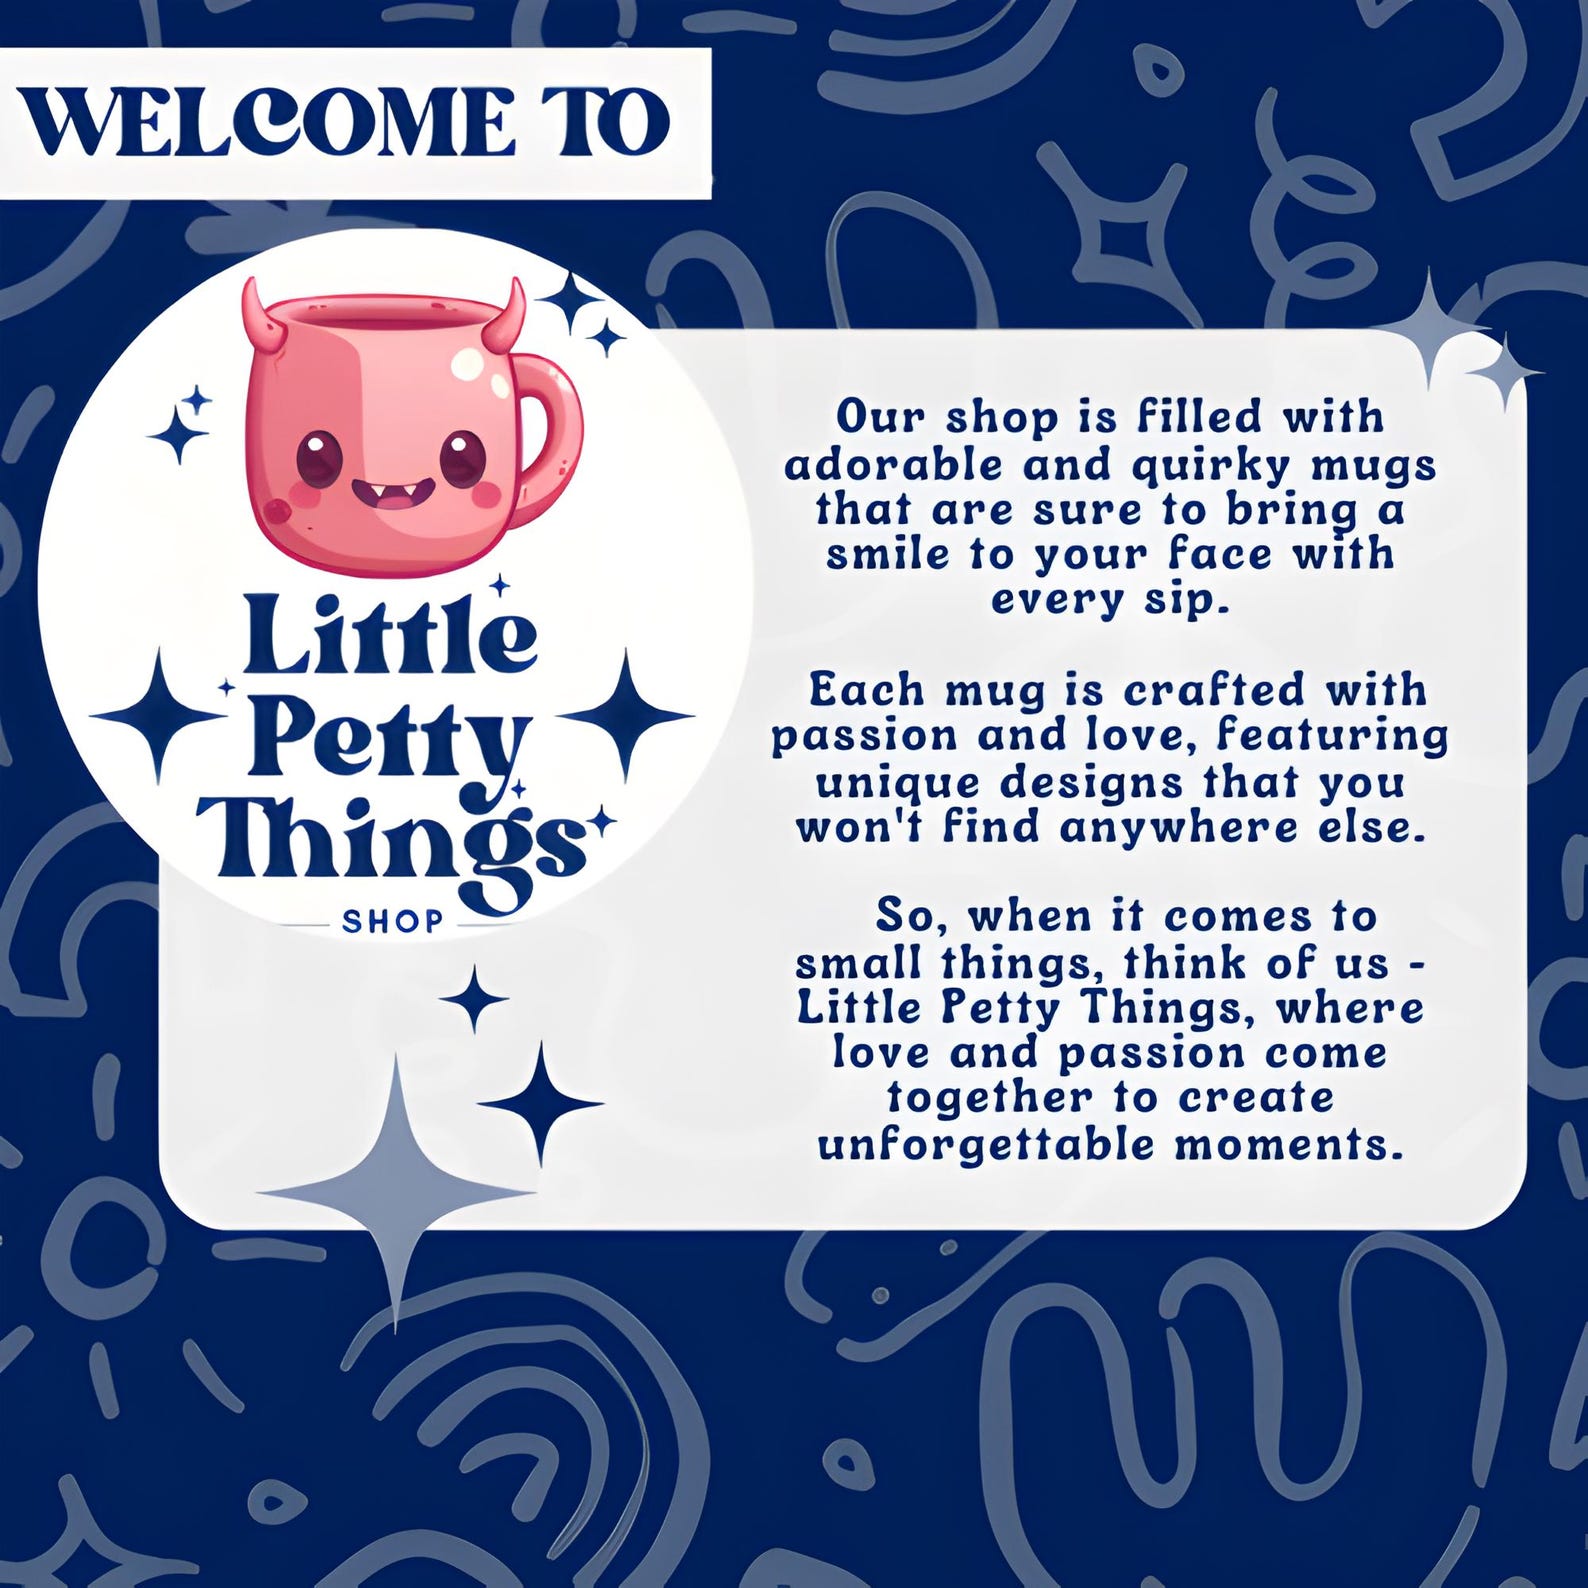 WELCOME TO
Little
Petty
Things
SHOP
Our shop is filled with
adorable and quirky mugs
that are sure to bring a
smile to your face with
every sip.
Each mug is crafted with
passion and love, featuring
unique designs that you
won't find anywhere else.
So, when it comes to
small things, think of us -
Little Petty Things, where
love and passion come
together to create
unforgettable moments.